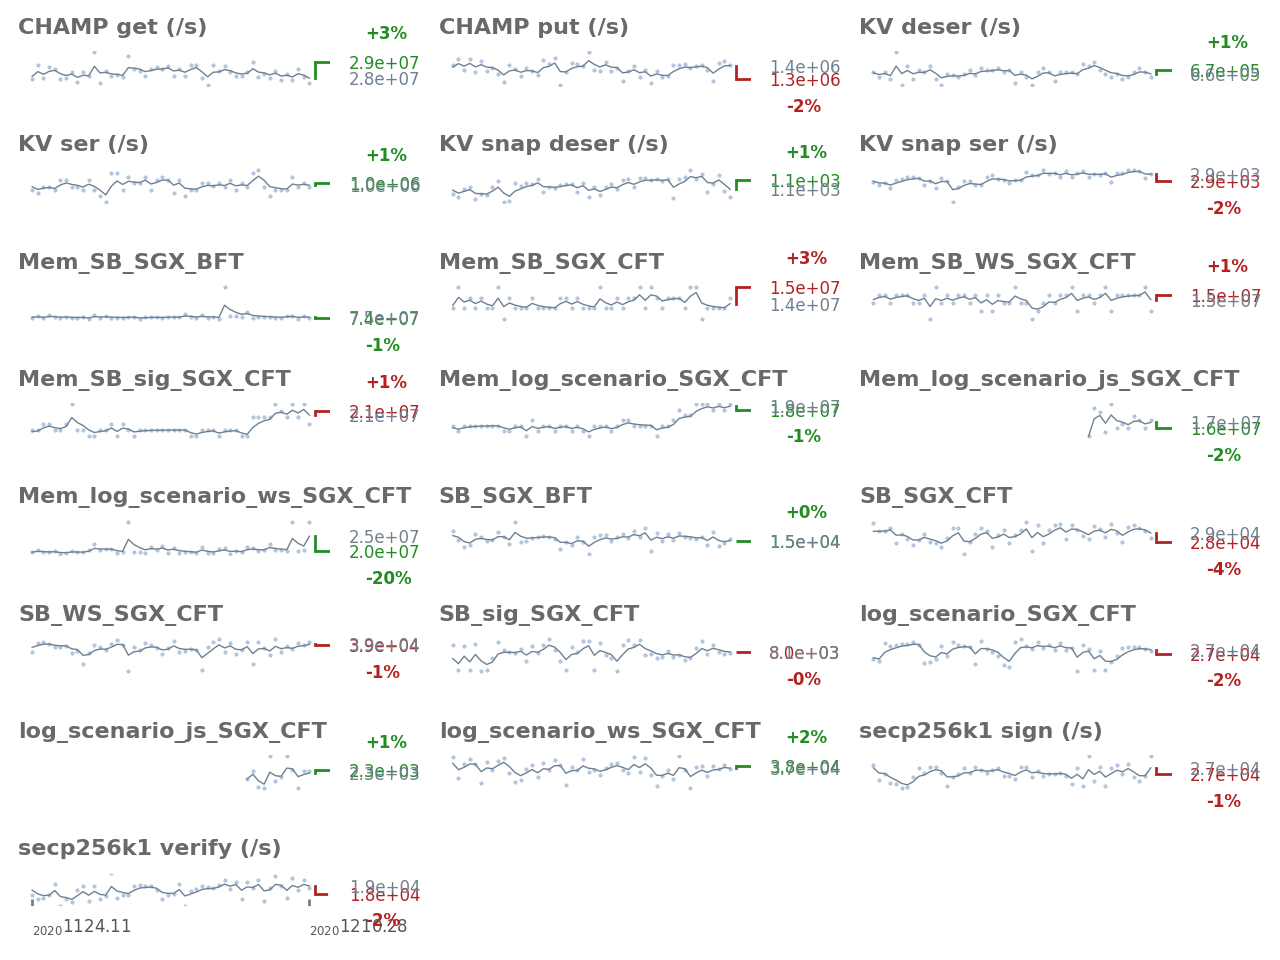 CHAMP get (/s)
+3%
2.9e+07
2.8e+07
CHAMP put (/s)
1.4e+06
1.3e+06
-2%
KV deser (/s)
+1%
6.7e+05
6.6e+05
KV ser (/s)
+1%
1.0e+06
1.0e+06
KV snap deser (/s)
+1%
1.1e+03
1.1e+03
KV snap ser (/s)
2.9e+03
2.9e+03
-2%
Mem_SB_SGX_BFT
7.4e+07
-1%
Mem_SB_SGX_CFT
+3%
1.5e+07
1.4e+07
Mem_SB_WS_SGX_CFT
+1%
1.5e+07
1.5e+07
Mem_SB_sig_SGX_CFT
+1%
2.1e+07
2.1e+07
Mem_log_scenario_SGX_CFT
1.9e+07
1.8e+07
-1%
Mem_log_scenario_js_SGX_CFT
1.7e+07
1.6e+07
-2%
Mem_log_scenario_ws_SGX_CFT
2.5e+07
2.0e+07
-20%
SB_SGX_BFT
+0%
1.5e+04
SB_SGX_CFT
2.9e+04
2.8e+04
-4%
SB_WS_SGX_CFT
3.9e+04
3.9e+04
-1%
SB_sig_SGX_CFT
-0%
log_scenario_SGX_CFT
2.7e+04
2.7e+04
-2%
log_scenario_js_SGX_CFT
+1%
2.3e+03
2.3e+03
log_scenario_ws_SGX_CFT
+2%
3.8e+04
3.7e+04
secp256k1 sign (/s)
2.7e+04
2.7e+04
-1%
secp256k1 verify (/s)
1.9e+04
1.8e+04
-2%
2020 1124.11
2020 1210.28